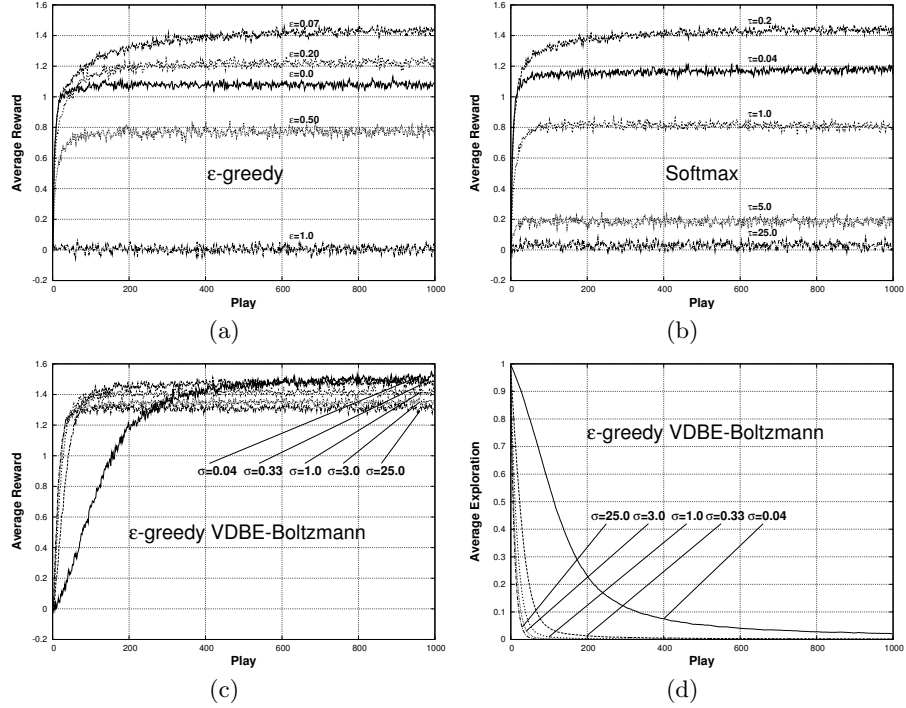 1.6
1.4
1.2
1
0.8
0.6
0.4
0.2
0
-0.2
0 200 400 600 800 1000
Average Reward
Play
ε=0.07
ε=0.20
ε=0.0
ε=0.50
ε-greedy
ε=1.0
(a)
1.6
1.4
1.2
1
0.8
0.6
0.4
0.2
0
-0.2
0 200 400 600 800 1000
Average Reward
Play
τ=0.2
τ=0.04
τ=1.0
Softmax
τ=5.0
τ=25.0
(b)
1.6
1.4
1.2
1
0.8
0.6
0.4
0.2
0
-0.2
0 200 400 600 800 1000
Average Reward
Play
σ=0.04 σ=0.33 σ=1.0 σ=3.0 σ=25.0
ε-greedy VDBE-Boltzmann
(c)
1
0.9
0.8
0.7
0.6
0.5
0.4
0.3
0.2
0.1
0
0 200 400 600 800 1000
Average Exploration
Play
ε-greedy VDBE-Boltzmann
σ=25.0 σ=3.0 σ=1.0 σ=0.33 σ=0.04
(d)